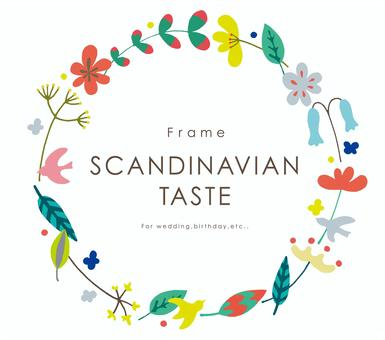 Frame
SCANDINAVIAN
TASTE
For wedding,birthday,etc..